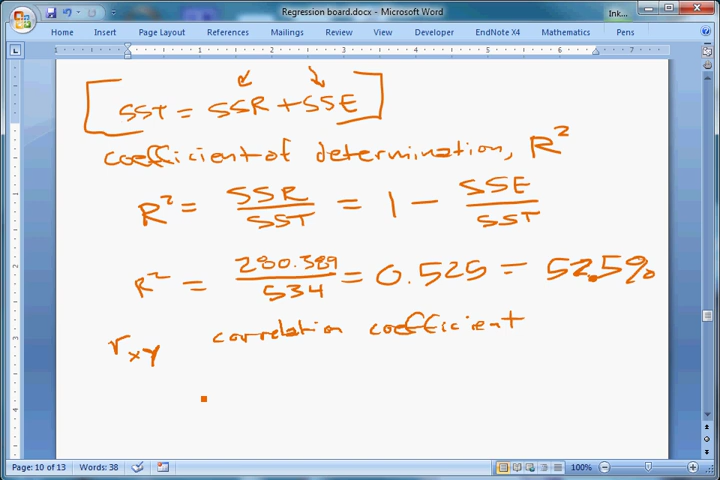 Regression board.docx - Microsoft Word
Ink...
Home Insert Page Layout References Mailings Review View Developer EndNote X4 Mathematics Pens
SST = SSR + SSE
coefficient of determination, R²
R² = SSR/SST = 1 - SSE/SST
R² = 280.389/534 = 0.525 = 52.5%
r_xy correlation coefficient
Page: 10 of 13 Words: 38 100%